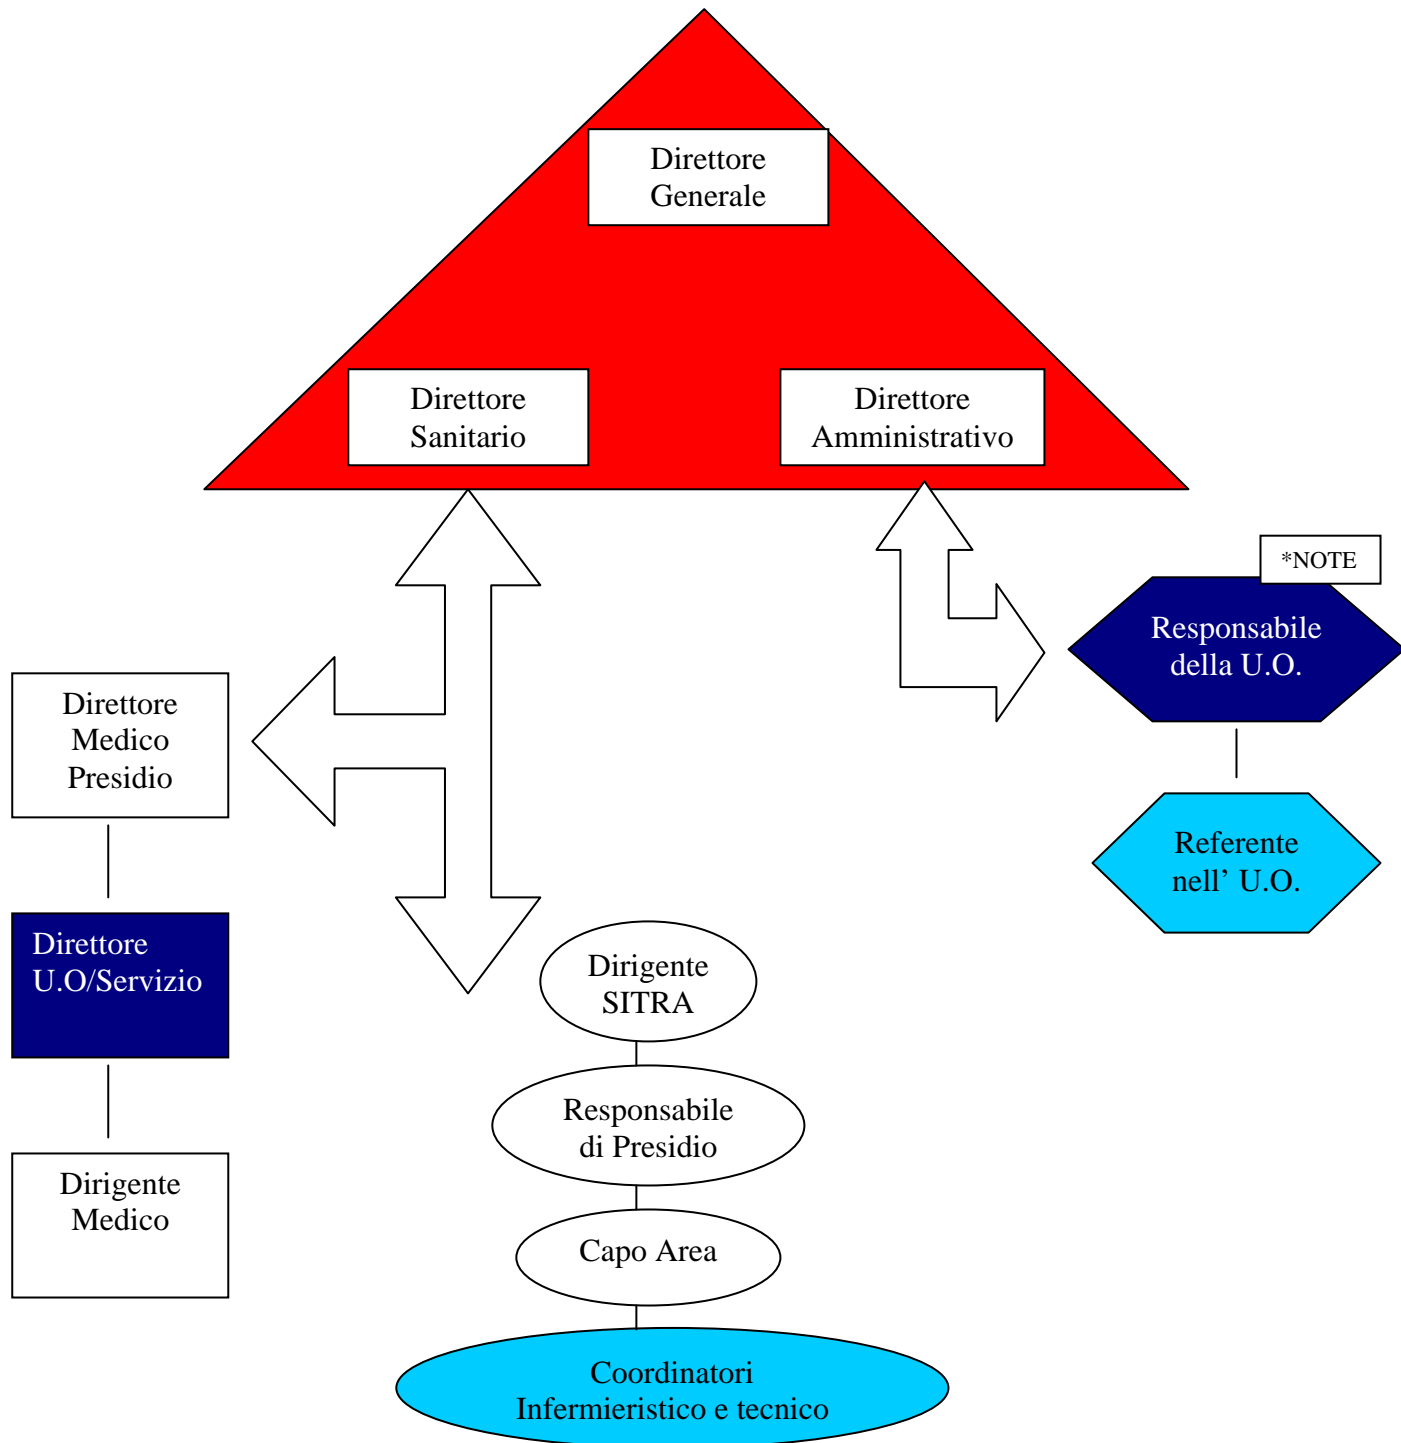 Direttore
Generale
Direttore
Sanitario
Direttore
Amministrativo
*NOTE
Responsabile
della U.O.
Direttore
Medico
Presidio
Referente
nell’ U.O.
Direttore
U.O/Servizio
Dirigente
SITRA
Responsabile
di Presidio
Dirigente
Medico
Capo Area
Coordinatori
Infermieristico e tecnico